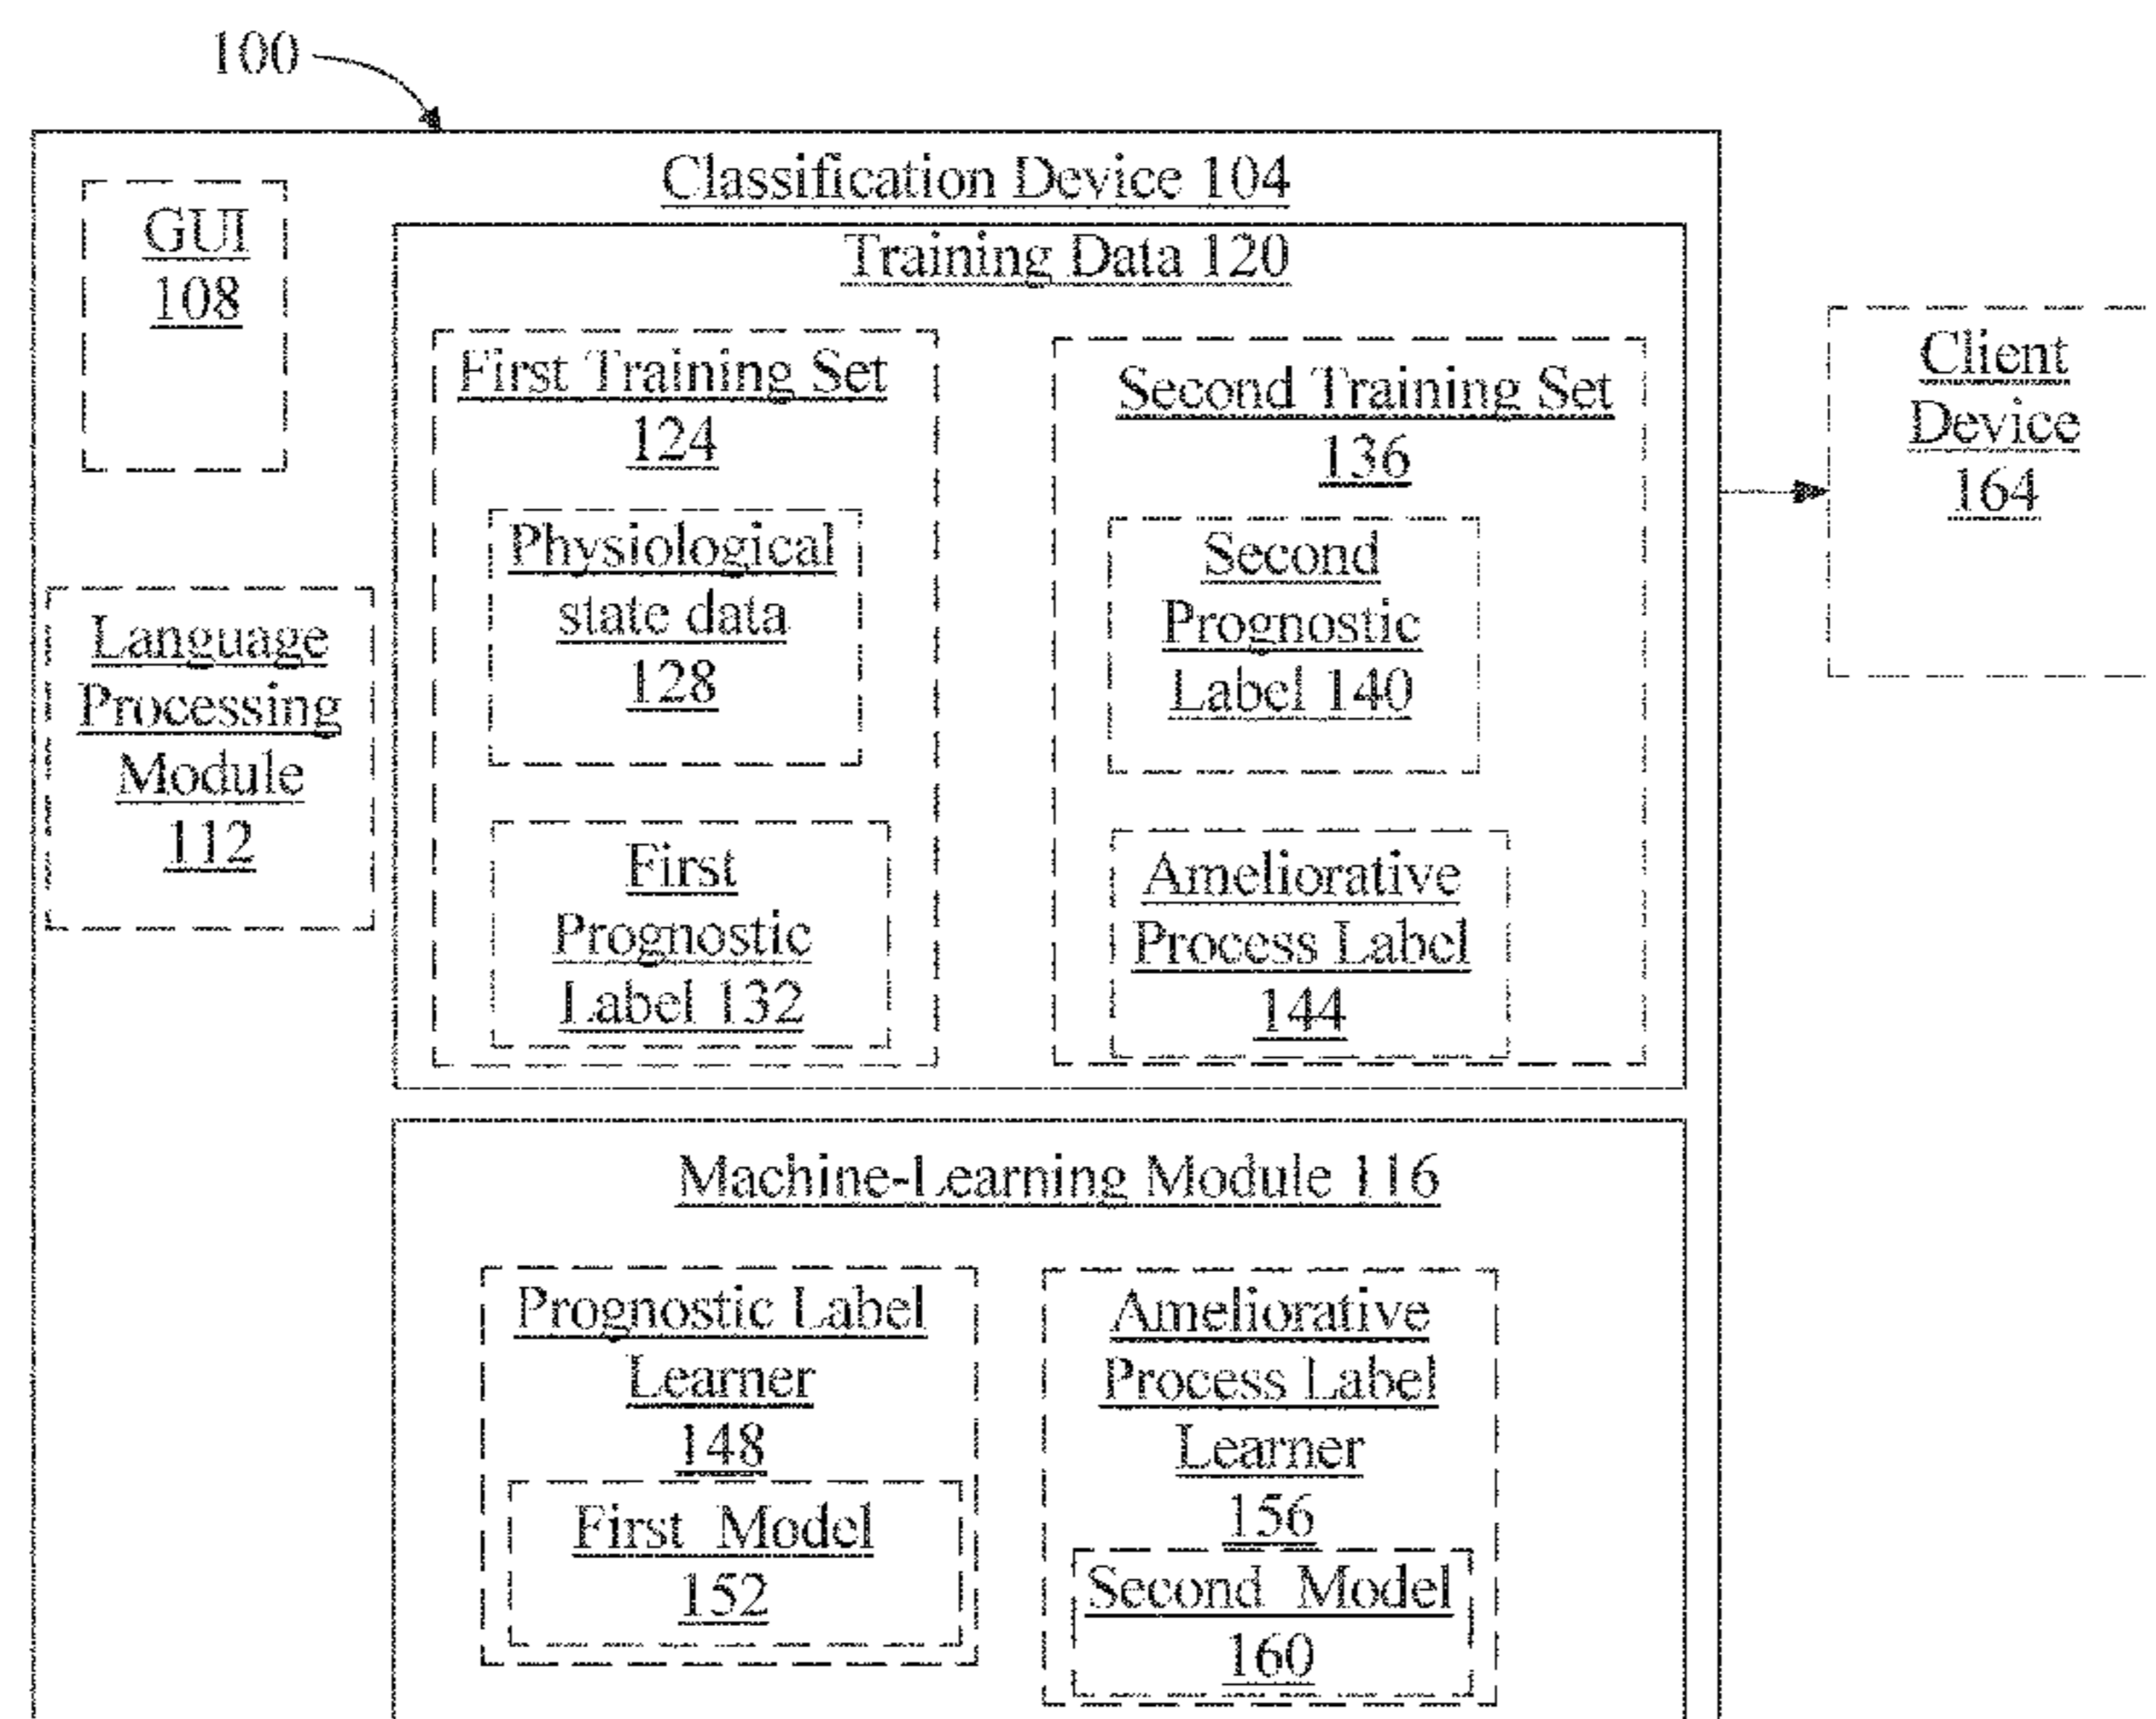 100
Classification Device 104
GUI
108
Training Data 120
First Training Set
124
Physiological
state data
128
First
Prognostic
Label 132
Second Training Set
136
Second
Prognostic
Label 140
Ameliorative
Process Label
144
Client
Device
164
Language
Processing
Module
112
Machine-Learning Module 116
Prognostic Label
Learner
148
First Model
152
Ameliorative
Process Label
Learner
156
Second Model
160